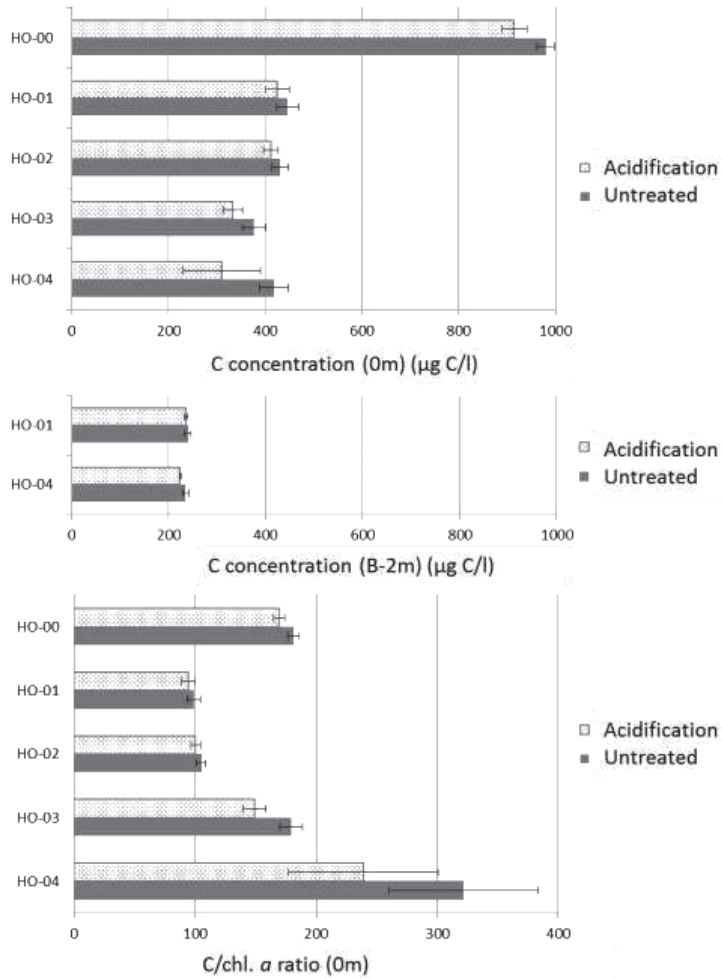 HO-00
HO-01
HO-02
HO-03
HO-04
Acidification
Untreated
0 200 400 600 800 1000
C concentration (0m) (µg C/l)
HO-01
HO-04
Acidification
Untreated
0 200 400 600 800 1000
C concentration (B-2m) (µg C/l)
HO-00
HO-01
HO-02
HO-03
HO-04
Acidification
Untreated
0 100 200 300 400
C/chl. a ratio (0m)